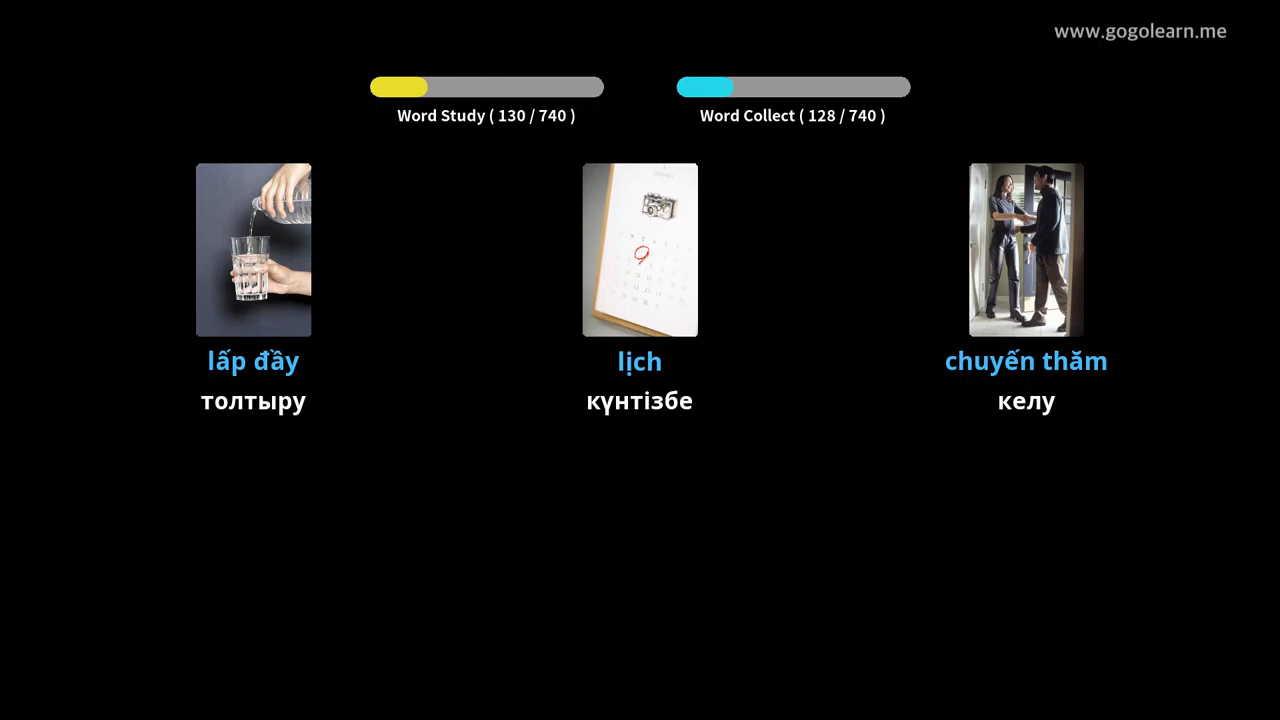 www.gogolearn.me
Word Study ( 130 / 740 )
Word Collect ( 128 / 740 )
lấp đầy
lịch
chuyến thăm
толтыру
күнтізбе
келу